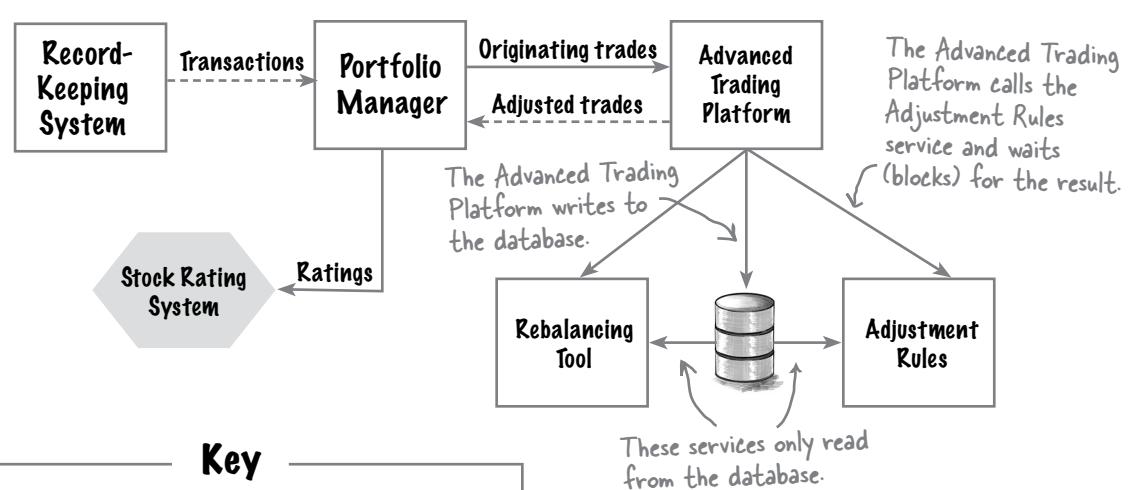 Record-
Keeping
System
Transactions
Portfolio
Manager
Originating trades
Adjusted trades
Advanced
Trading
Platform
The Advanced Trading
Platform calls the
Adjustment Rules
service and waits
(blocks) for the result.
The Advanced Trading
Platform writes to
the database.
Stock Rating
System
Ratings
Rebalancing
Tool
Adjustment
Rules
These services only read
from the database.
Key